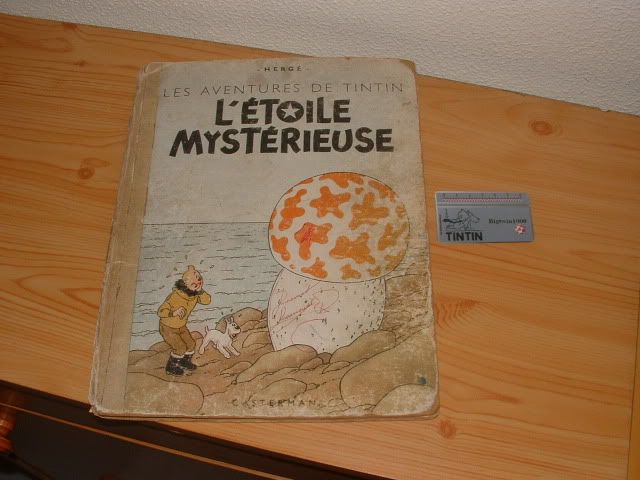 - HERGÉ -
LES AVENTURES DE TINTIN
L'ÉTOILE
MYSTÉRIEUSE
CASTERMAN
TINTIN